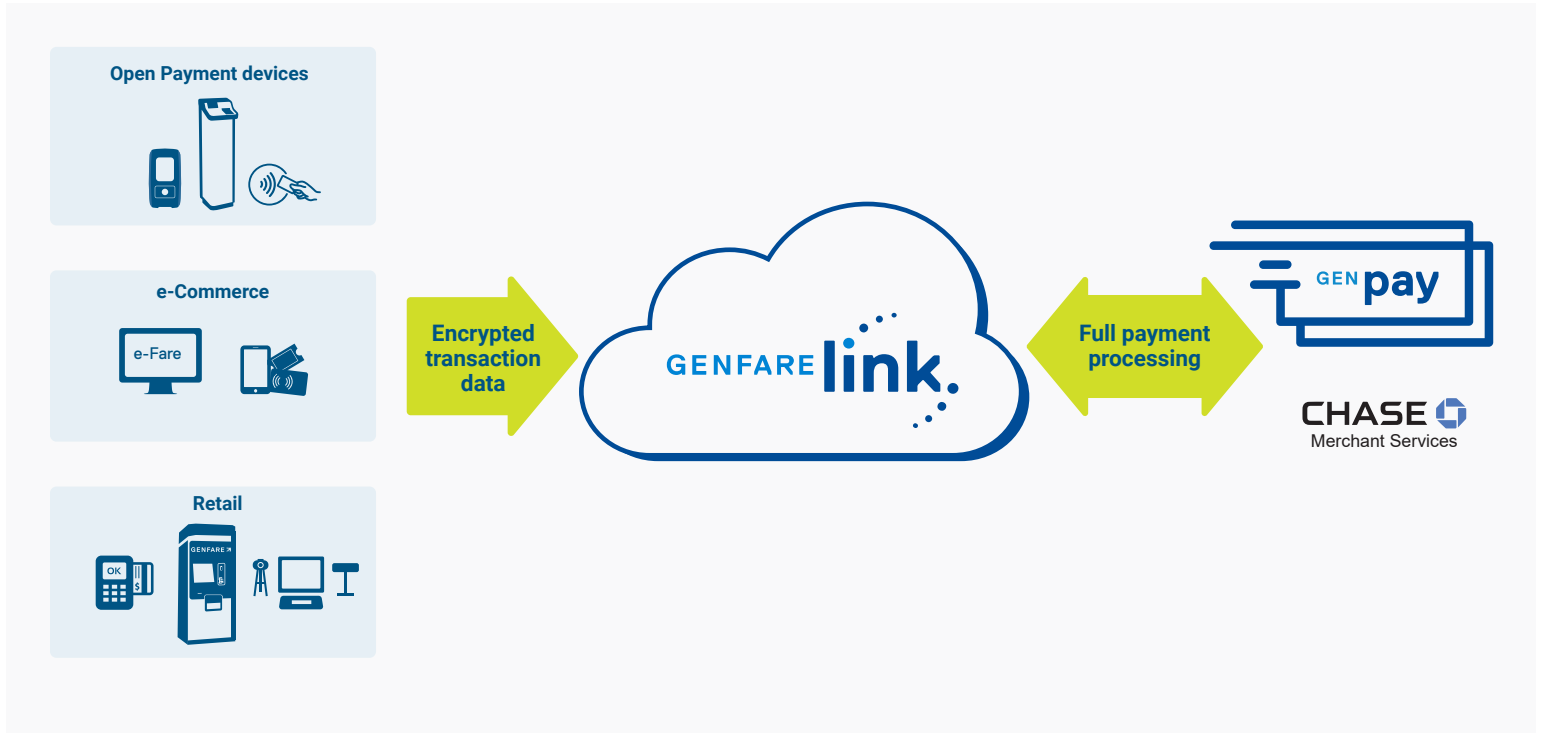 Open Payment devices
e-Commerce
e-Fare
Retail
OK
$
GENFARE
Encrypted
transaction
data
GENFARE link
Full payment
processing
GEN pay
CHASE
Merchant Services